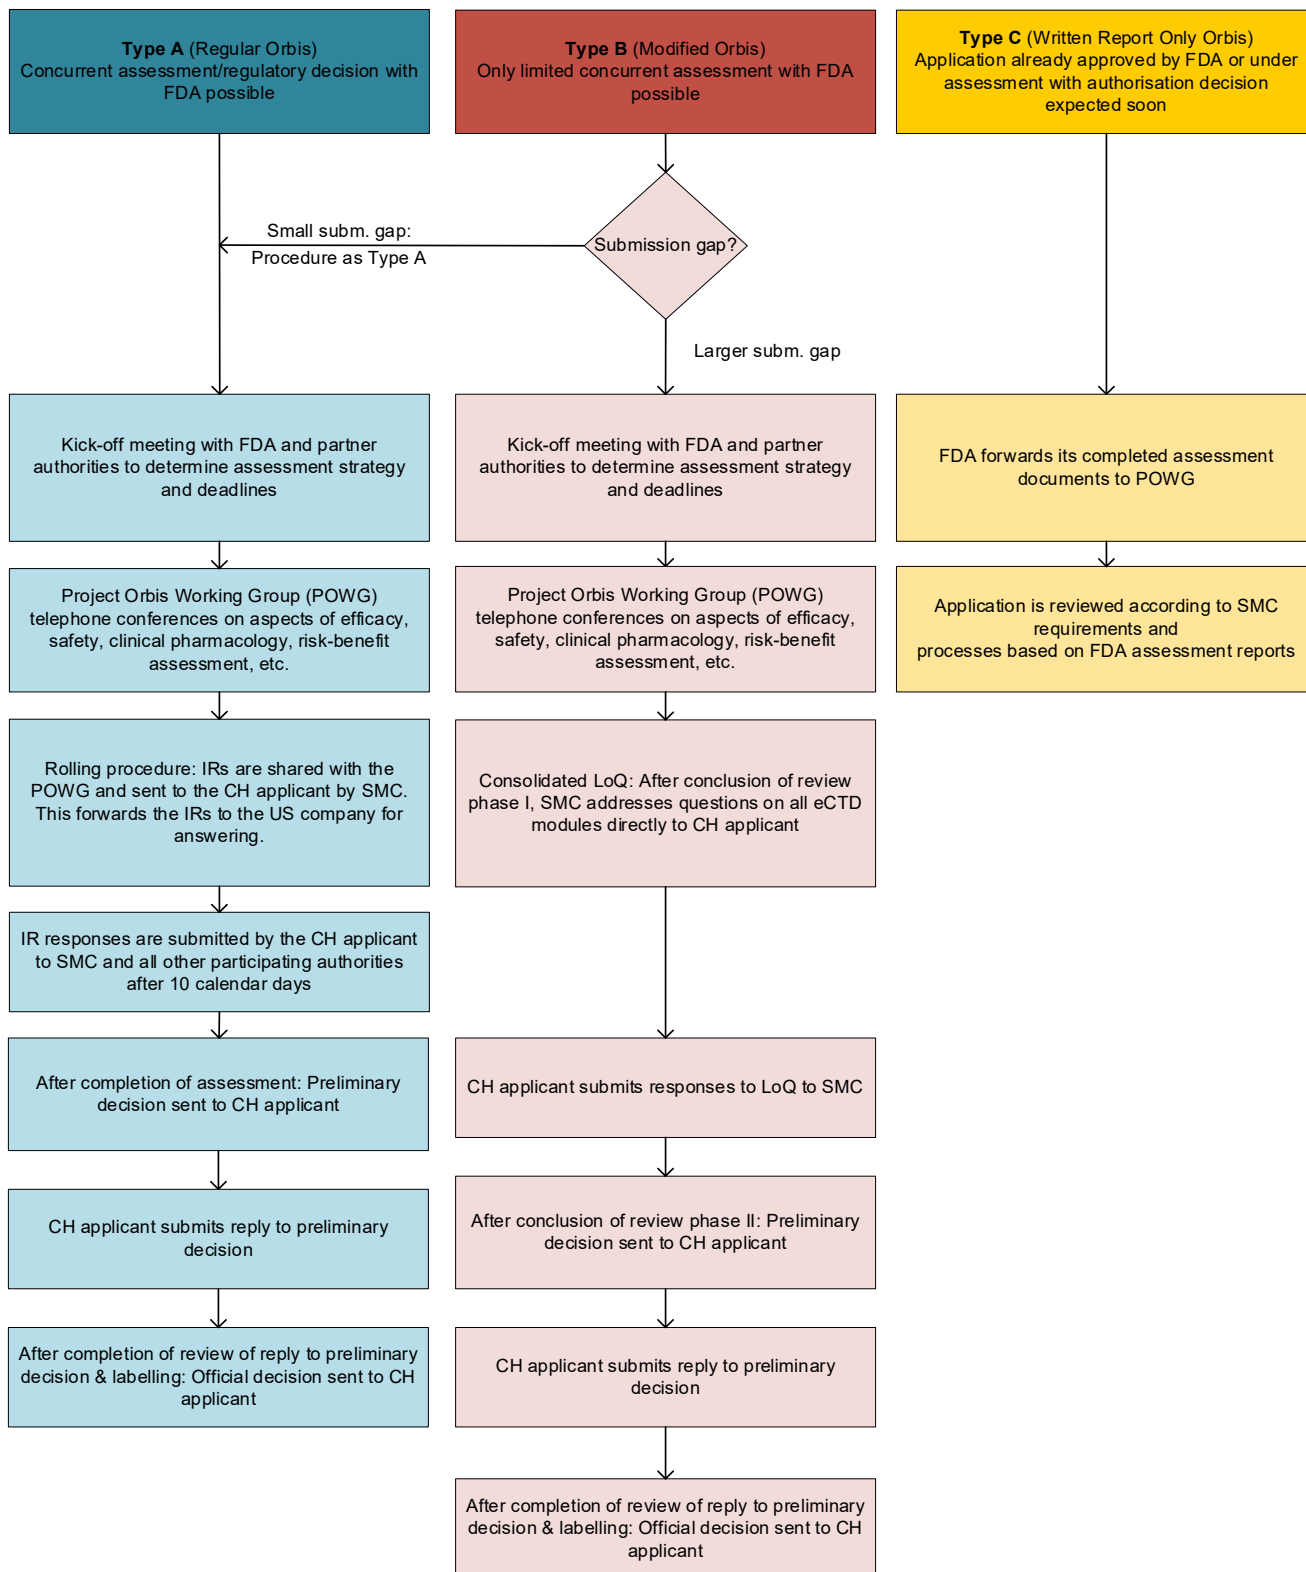 Type A (Regular Orbis)
Concurrent assessment/regulatory decision with
FDA possible
Type B (Modified Orbis)
Only limited concurrent assessment with FDA
possible
Type C (Written Report Only Orbis)
Application already approved by FDA or under
assessment with authorisation decision
expected soon
Submission gap?
Small subm. gap:
Procedure as Type A
Larger subm. gap
Kick-off meeting with FDA and partner
authorities to determine assessment strategy
and deadlines
Kick-off meeting with FDA and partner
authorities to determine assessment strategy
and deadlines
FDA forwards its completed assessment
documents to POWG
Project Orbis Working Group (POWG)
telephone conferences on aspects of efficacy,
safety, clinical pharmacology, risk-benefit
assessment, etc.
Project Orbis Working Group (POWG)
telephone conferences on aspects of efficacy,
safety, clinical pharmacology, risk-benefit
assessment, etc.
Application is reviewed according to SMC
requirements and
processes based on FDA assessment reports
Rolling procedure: IRs are shared with the
POWG and sent to the CH applicant by SMC.
This forwards the IRs to the US company for
answering.
Consolidated LoQ: After conclusion of review
phase I, SMC addresses questions on all eCTD
modules directly to CH applicant
IR responses are submitted by the CH applicant
to SMC and all other participating authorities
after 10 calendar days
After completion of assessment: Preliminary
decision sent to CH applicant
CH applicant submits responses to LoQ to SMC
CH applicant submits reply to preliminary
decision
After conclusion of review phase II: Preliminary
decision sent to CH applicant
After completion of review of reply to preliminary
decision & labelling: Official decision sent to CH
applicant
CH applicant submits reply to preliminary
decision
After completion of review of reply to preliminary
decision & labelling: Official decision sent to CH
applicant